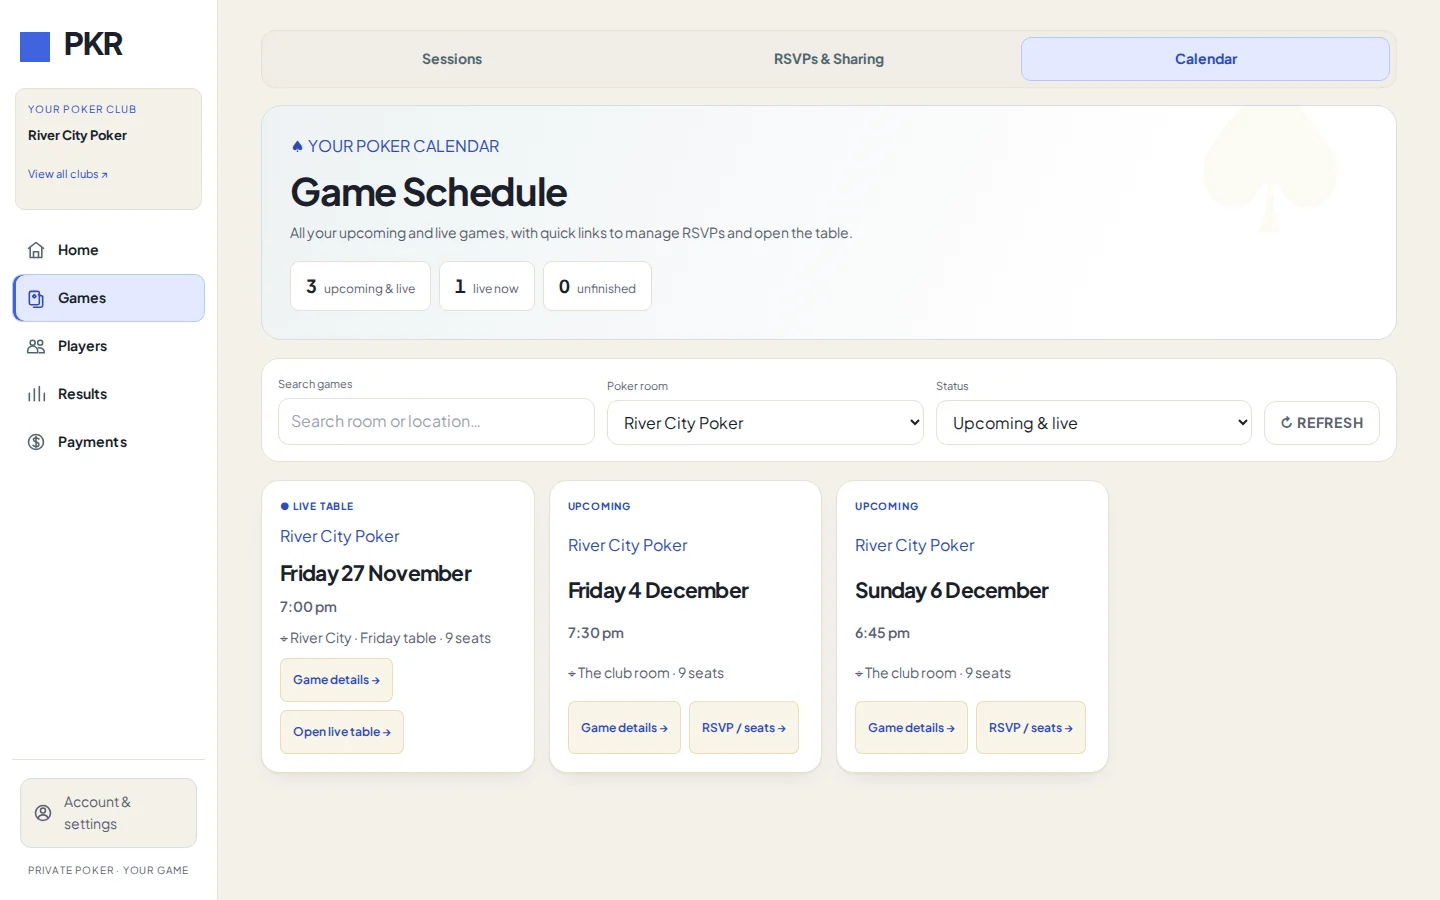 PKR
YOUR POKER CLUB
River City Poker
View all clubs ↗
Home
Games
Players
Results
Payments
Account &
settings
PRIVATE POKER · YOUR GAME
Sessions
RSVPs & Sharing
Calendar
♠ YOUR POKER CALENDAR
Game Schedule
All your upcoming and live games, with quick links to manage RSVPs and open the table.
3 upcoming & live
1 live now
0 unfinished
Search games
Search room or location…
Poker room
River City Poker
Status
Upcoming & live
↻ REFRESH
● LIVE TABLE
River City Poker
Friday 27 November
7:00 pm
⌖ River City · Friday table · 9 seats
Game details →
Open live table →
UPCOMING
River City Poker
Friday 4 December
7:30 pm
⌖ The club room · 9 seats
Game details →
RSVP / seats →
UPCOMING
River City Poker
Sunday 6 December
6:45 pm
⌖ The club room · 9 seats
Game details →
RSVP / seats →